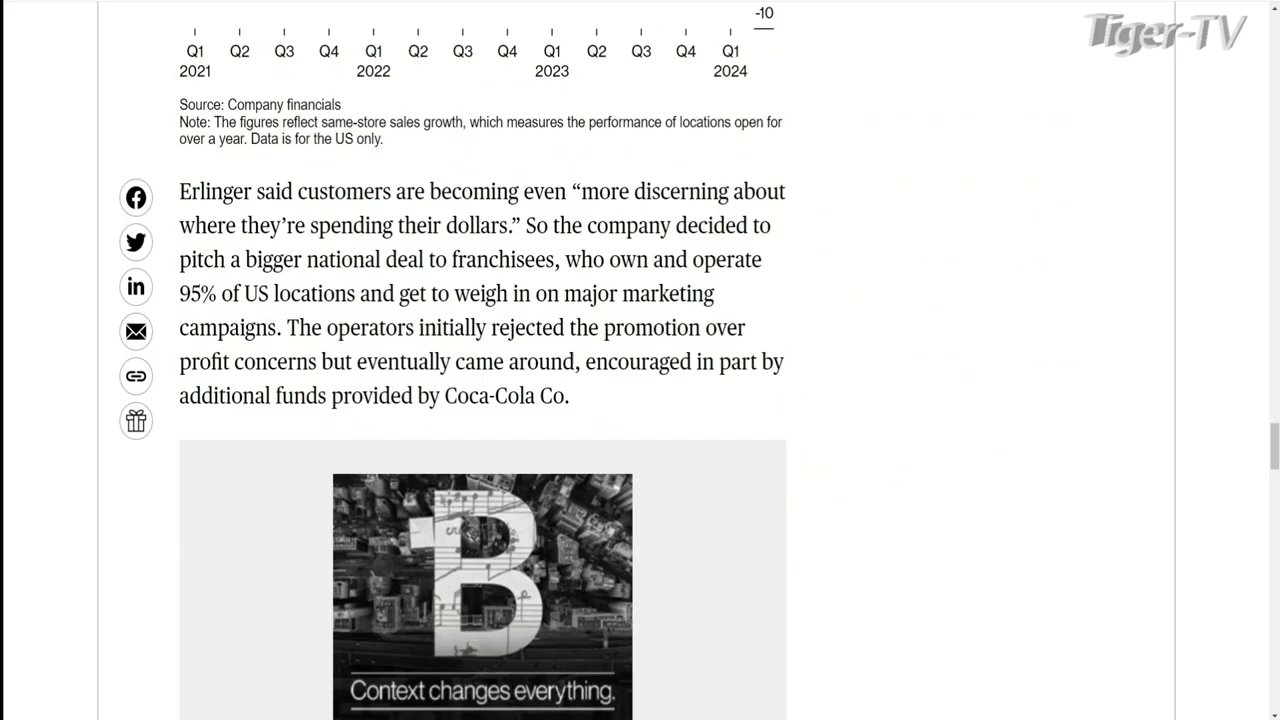 Tiger-TV
-10
Q1 Q2 Q3 Q4 Q1 Q2 Q3 Q4 Q1 Q2 Q3 Q4 Q1
2021 2022 2023 2024
Source: Company financials
Note: The figures reflect same-store sales growth, which measures the performance of locations open for
over a year. Data is for the US only.
Erlinger said customers are becoming even “more discerning about
where they’re spending their dollars.” So the company decided to
pitch a bigger national deal to franchisees, who own and operate
95% of US locations and get to weigh in on major marketing
campaigns. The operators initially rejected the promotion over
profit concerns but eventually came around, encouraged in part by
additional funds provided by Coca-Cola Co.
B
Context changes everything.